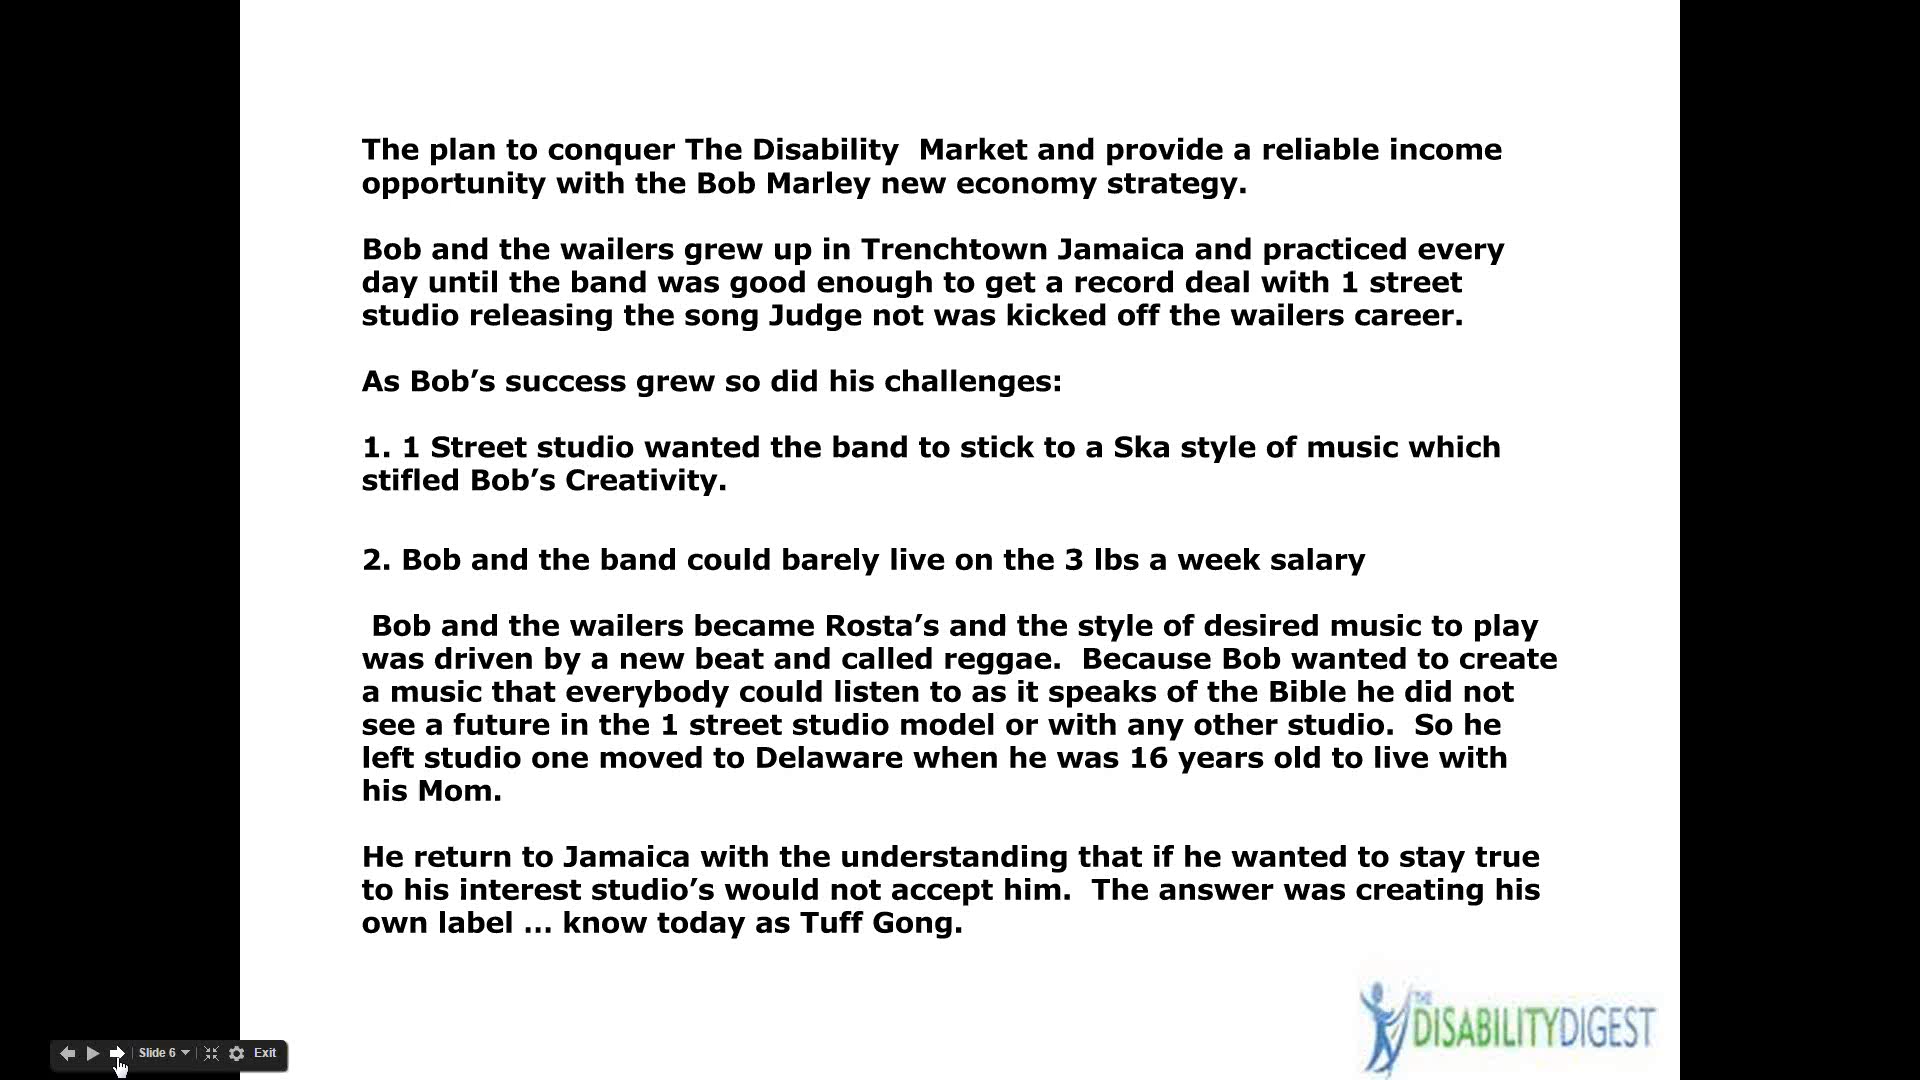 The plan to conquer The Disability  Market and provide a reliable income
opportunity with the Bob Marley new economy strategy.
Bob and the wailers grew up in Trenchtown Jamaica and practiced every
day until the band was good enough to get a record deal with 1 street
studio releasing the song Judge not was kicked off the wailers career.
As Bob’s success grew so did his challenges:
1. 1 Street studio wanted the band to stick to a Ska style of music which
stifled Bob’s Creativity.
2. Bob and the band could barely live on the 3 lbs a week salary
Bob and the wailers became Rosta’s and the style of desired music to play
was driven by a new beat and called reggae.  Because Bob wanted to create
a music that everybody could listen to as it speaks of the Bible he did not
see a future in the 1 street studio model or with any other studio.  So he
left studio one moved to Delaware when he was 16 years old to live with
his Mom.
He return to Jamaica with the understanding that if he wanted to stay true
to his interest studio’s would not accept him.  The answer was creating his
own label ... know today as Tuff Gong.
THE
DISABILITYDIGEST
Slide 6 Exit